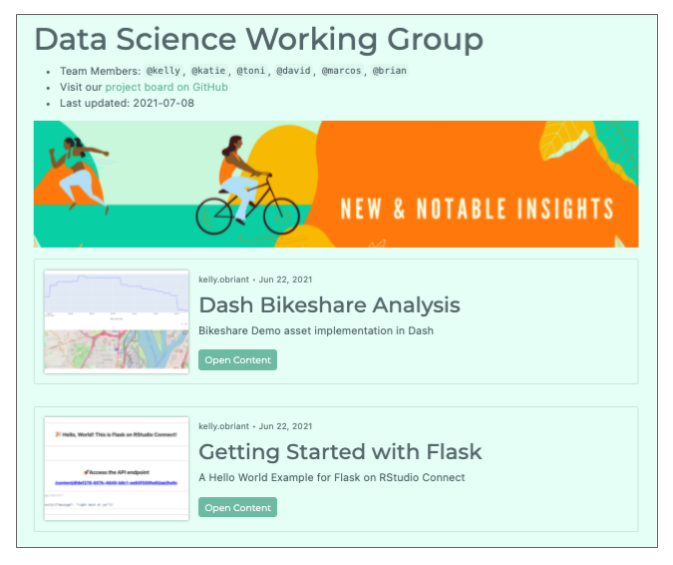 Data Science Working Group
• Team Members: @kelly, @katie, @toni, @david, @marcos, @brian
• Visit our project board on GitHub
• Last updated: 2021-07-08
NEW & NOTABLE INSIGHTS
kelly.obriant • Jun 22, 2021
Dash Bikeshare Analysis
Bikeshare Demo asset implementation in Dash
Open Content
🎉 Hello, World! This is Flask on RStudio Connect!
🚀Access the API endpoint
kelly.obriant • Jun 22, 2021
Getting Started with Flask
A Hello World Example for Flask on RStudio Connect
Open Content